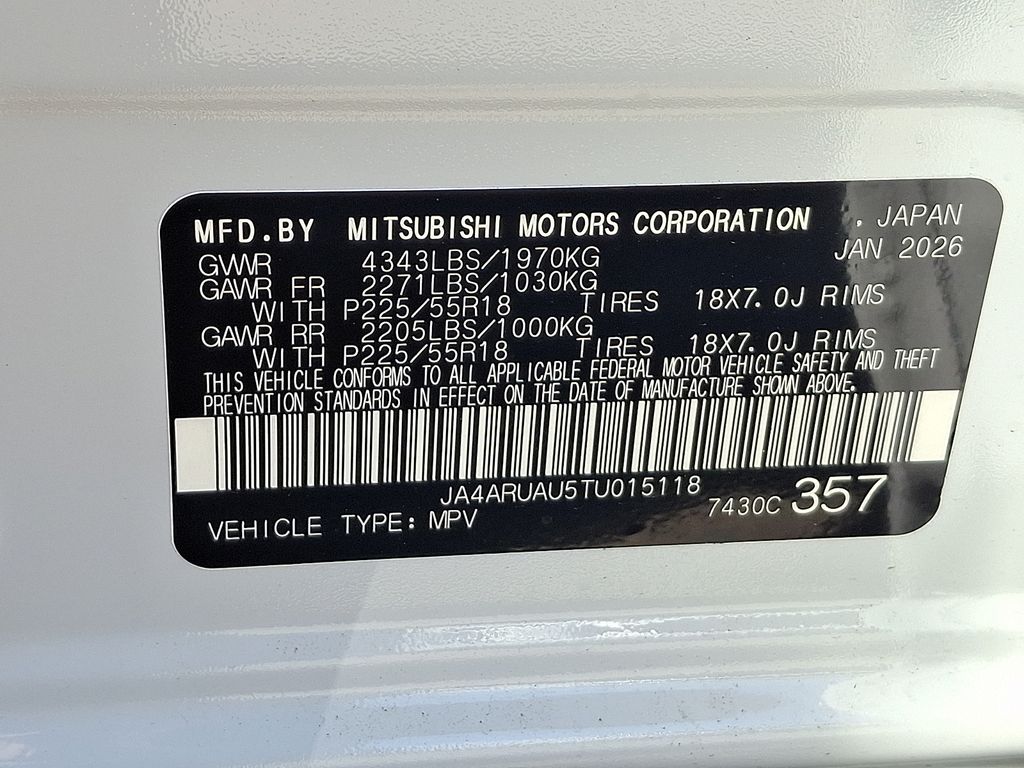 MFD.BY MITSUBISHI MOTORS CORPORATION , JAPAN
JAN 2026
GVWR 4343LBS/1970KG
GAWR FR 2271LBS/1030KG
WITH P225/55R18 TIRES 18X7.0J RIMS
GAWR RR 2205LBS/1000KG
WITH P225/55R18 TIRES 18X7.0J RIMS
THIS VEHICLE CONFORMS TO ALL APPLICABLE FEDERAL MOTOR VEHICLE SAFETY AND THEFT
PREVENTION STANDARDS IN EFFECT ON THE DATE OF MANUFACTURE SHOWN ABOVE.
JA4ARUAU5TU015118
VEHICLE TYPE: MPV 7430C 357